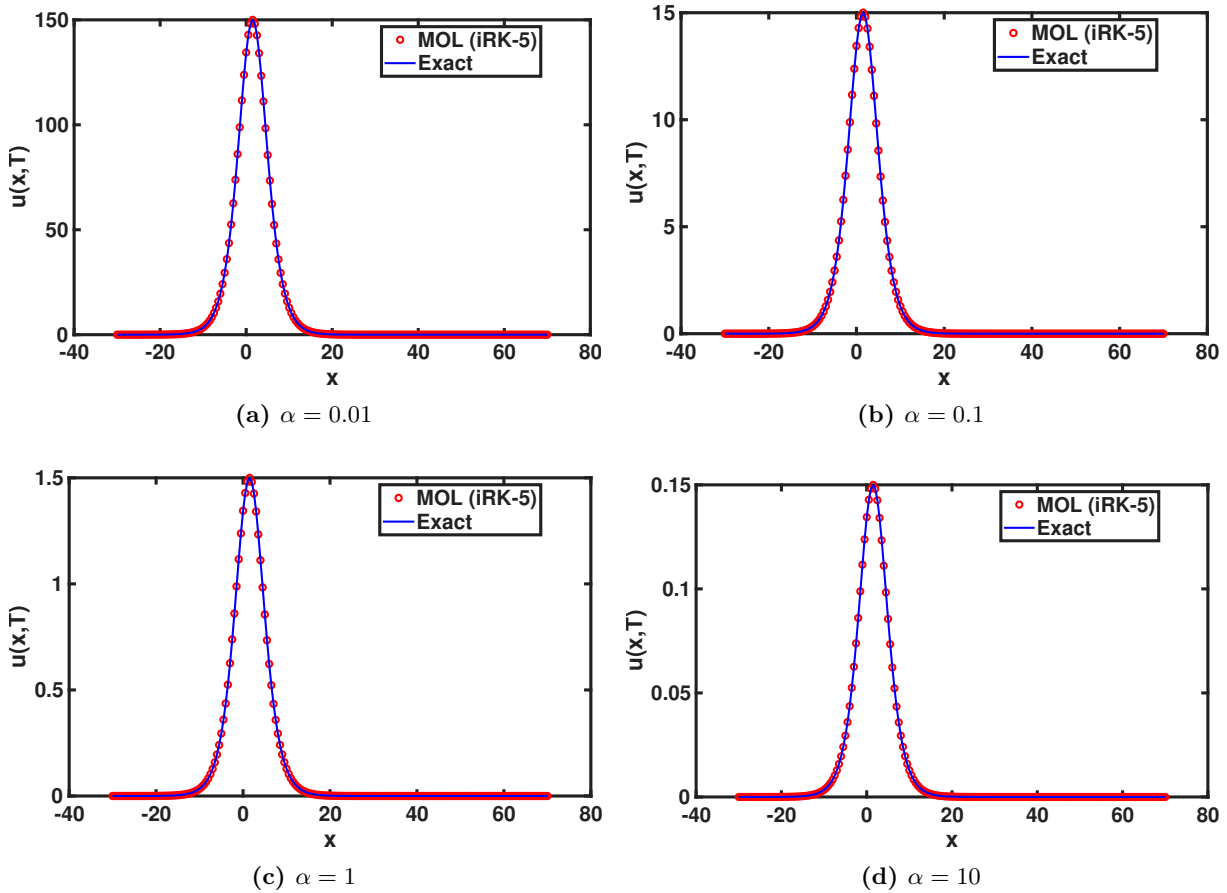 150
100
50
0
u(x,T)
MOL (iRK-5)
Exact
-40 -20 0 20 40 60 80
x
(a) α = 0.01
15
10
5
0
u(x,T)
MOL (iRK-5)
Exact
-40 -20 0 20 40 60 80
x
(b) α = 0.1
1.5
1
0.5
0
u(x,T)
MOL (iRK-5)
Exact
-40 -20 0 20 40 60 80
x
(c) α = 1
0.15
0.1
0.05
0
u(x,T)
MOL (iRK-5)
Exact
-40 -20 0 20 40 60 80
x
(d) α = 10